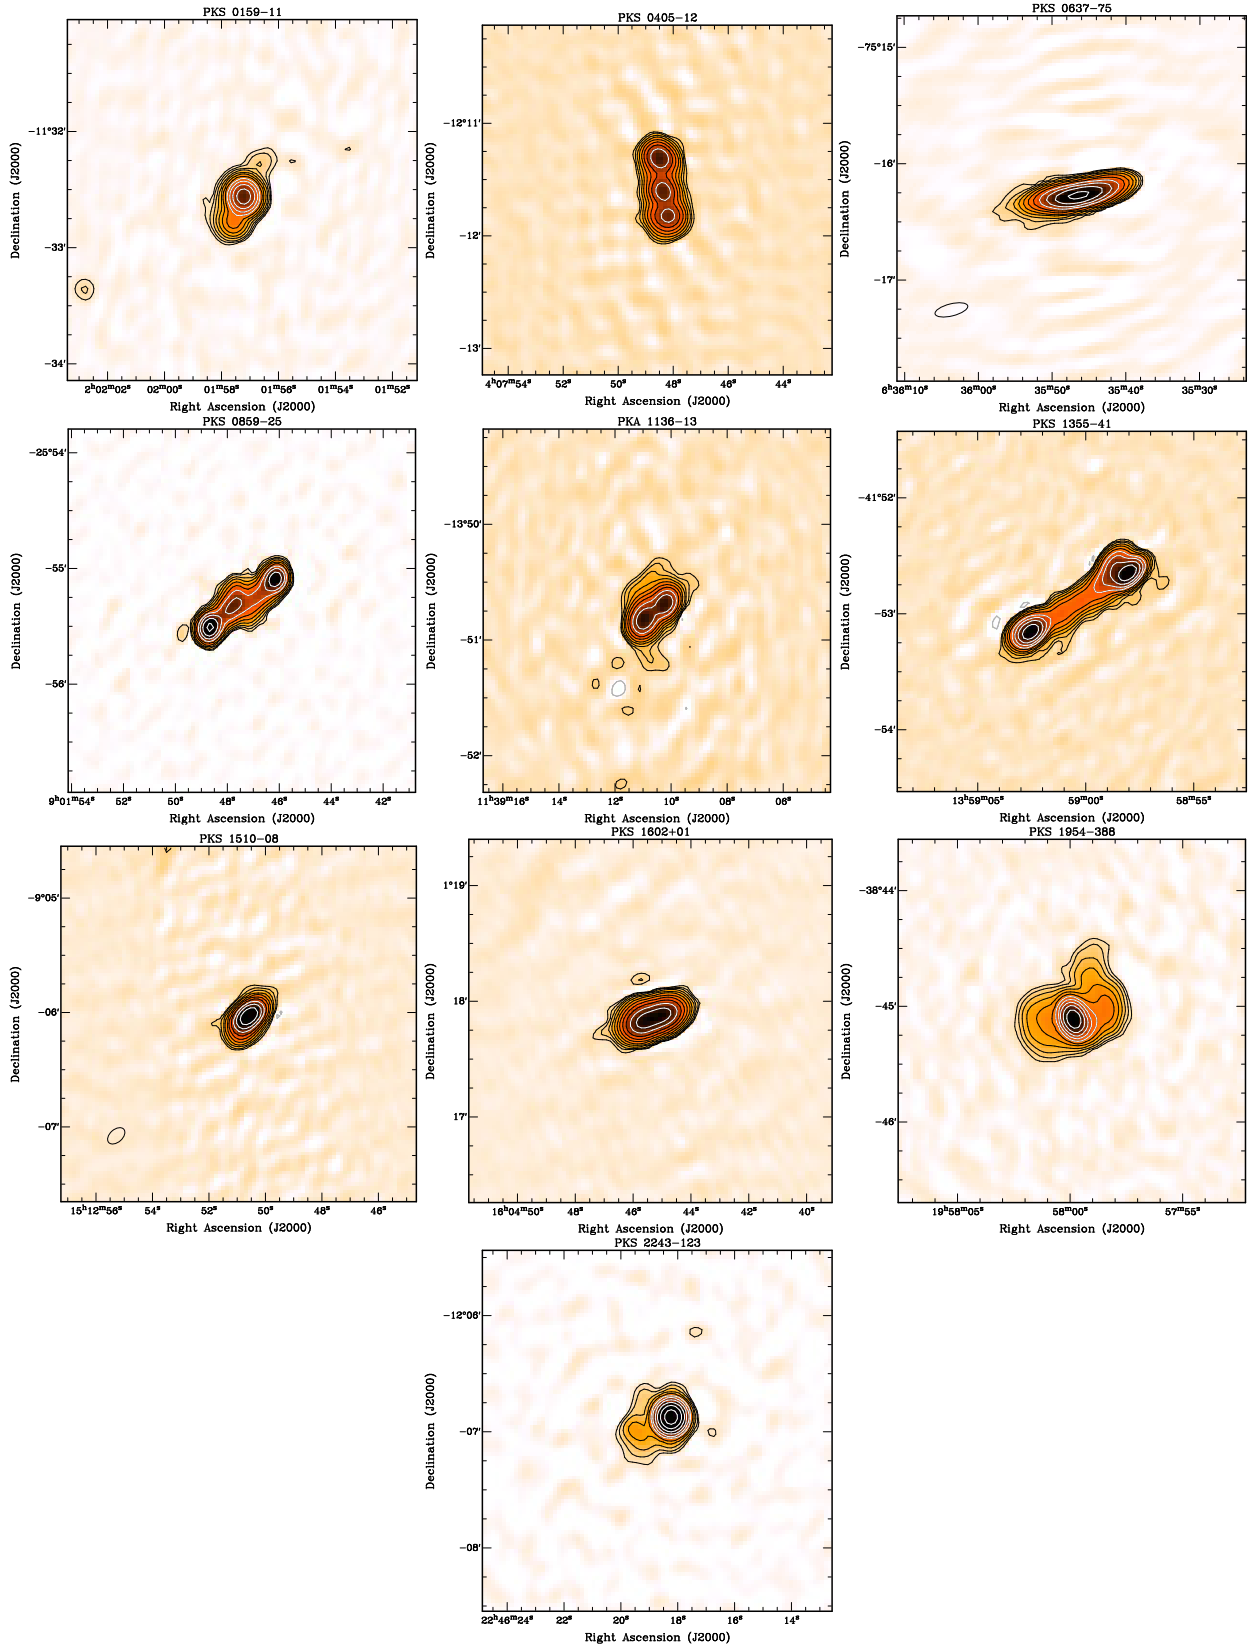 PKS 0159−11
−11°32′
−33′
−34′
2ʰ02ᵐ02ˢ 02ᵐ00ˢ 01ᵐ58ˢ 01ᵐ56ˢ 01ᵐ54ˢ 01ᵐ52ˢ
Right Ascension (J2000)
Declination (J2000)
PKS 0405−12
−12°11′
−12′
−13′
4ʰ07ᵐ54ˢ 52ˢ 50ˢ 48ˢ 46ˢ 44ˢ
Right Ascension (J2000)
Declination (J2000)
PKS 0637−75
−75°15′
−16′
−17′
6ʰ36ᵐ10ˢ 36ᵐ00ˢ 35ᵐ50ˢ 35ᵐ40ˢ 35ᵐ30ˢ
Right Ascension (J2000)
Declination (J2000)
PKS 0859−25
−25°54′
−55′
−56′
9ʰ01ᵐ54ˢ 52ˢ 50ˢ 48ˢ 46ˢ 44ˢ 42ˢ
Right Ascension (J2000)
Declination (J2000)
PKA 1136−13
−13°50′
−51′
−52′
11ʰ39ᵐ16ˢ 14ˢ 12ˢ 10ˢ 08ˢ 06ˢ
Right Ascension (J2000)
Declination (J2000)
PKS 1355−41
−41°52′
−53′
−54′
13ʰ59ᵐ05ˢ 59ᵐ00ˢ 58ᵐ55ˢ
Right Ascension (J2000)
Declination (J2000)
PKS 1510−08
−9°05′
−06′
−07′
15ʰ12ᵐ56ˢ 54ˢ 52ˢ 50ˢ 48ˢ 46ˢ
Right Ascension (J2000)
Declination (J2000)
PKS 1602+01
1°19′
18′
17′
16ʰ04ᵐ50ˢ 48ˢ 46ˢ 44ˢ 42ˢ 40ˢ
Right Ascension (J2000)
Declination (J2000)
PKS 1954−388
−38°44′
−45′
−46′
19ʰ58ᵐ05ˢ 58ᵐ00ˢ 57ᵐ55ˢ
Right Ascension (J2000)
Declination (J2000)
PKS 2243−123
−12°06′
−07′
−08′
22ʰ46ᵐ24ˢ 22ˢ 20ˢ 18ˢ 16ˢ 14ˢ
Right Ascension (J2000)
Declination (J2000)